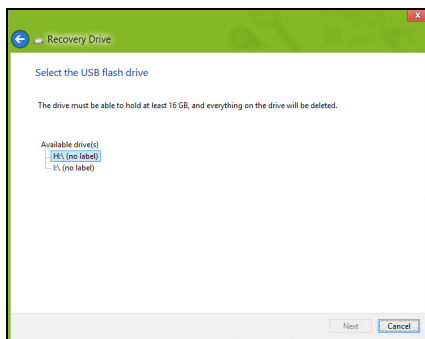 x
Recovery Drive
Select the USB flash drive
The drive must be able to hold at least 16 GB, and everything on the drive will be deleted.
Available drive(s)
H:\ (no label)
I:\ (no label)
Next Cancel